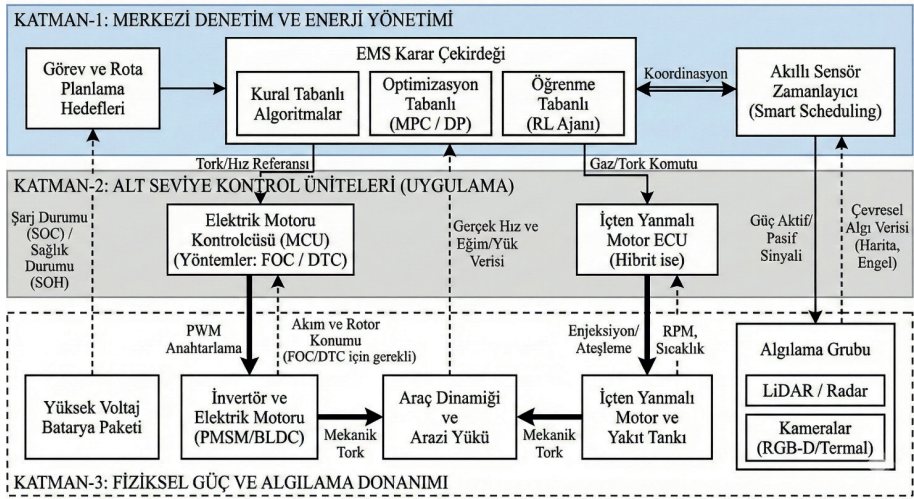 KATMAN-1: MERKEZİ DENETİM VE ENERJİ YÖNETİMİ
Görev ve Rota
Planlama
Hedefleri
EMS Karar Çekirdeği
Kural Tabanlı
Algoritmalar
Optimizasyon
Tabanlı
(MPC / DP)
Öğrenme
Tabanlı
(RL Ajanı)
Koordinasyon
Akıllı Sensör
Zamanlayıcı
(Smart Scheduling)
Tork/Hız Referansı
Gaz/Tork Komutu
KATMAN-2: ALT SEVİYE KONTROL ÜNİTELERİ (UYGULAMA)
Şarj Durumu
(SOC) /
Sağlık
Durumu
(SOH)
Elektrik Motoru
Kontrolcüsü (MCU)
(Yöntemler: FOC / DTC)
Gerçek Hız ve
Eğim/Yük
Verisi
İçten Yanmalı
Motor ECU
(Hibrit ise)
Güç Aktif/
Pasif
Sinyali
Çevresel
Algı Verisi
(Harita,
Engel)
PWM
Anahtarlama
Akım ve Rotor
Konumu
(FOC/DTC için gerekli)
Enjeksiyon/
Ateşleme
RPM,
Sıcaklık
Yüksek Voltaj
Batarya Paketi
İnvertör ve
Elektrik Motoru
(PMSM/BLDC)
Mekanik
Tork
Araç Dinamiği
ve
Arazi Yükü
Mekanik
Tork
İçten Yanmalı
Motor ve
Yakıt Tankı
Algılama Grubu
LiDAR / Radar
Kameralar
(RGB-D/Termal)
KATMAN-3: FİZİKSEL GÜÇ VE ALGILAMA DONANIMI